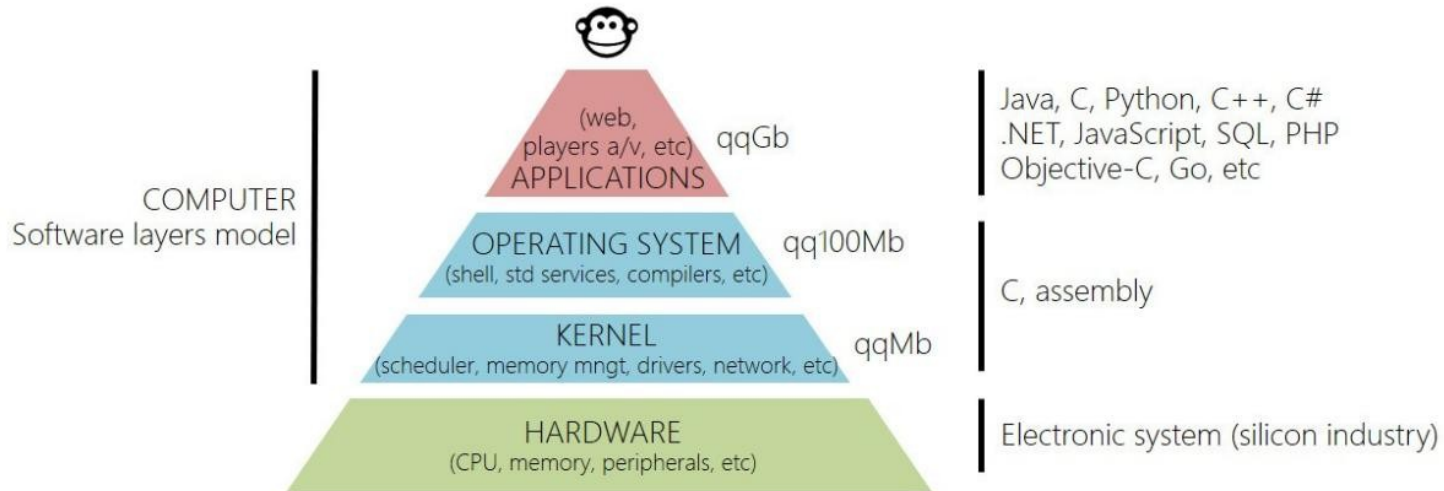 COMPUTER
Software layers model
(web,
players a/v, etc)
APPLICATIONS
qqGb
OPERATING SYSTEM
(shell, std services, compilers, etc)
qq100Mb
KERNEL
(scheduler, memory mngt, drivers, network, etc)
qqMb
HARDWARE
(CPU, memory, peripherals, etc)
Java, C, Python, C++, C#
.NET, JavaScript, SQL, PHP
Objective-C, Go, etc
C, assembly
Electronic system (silicon industry)